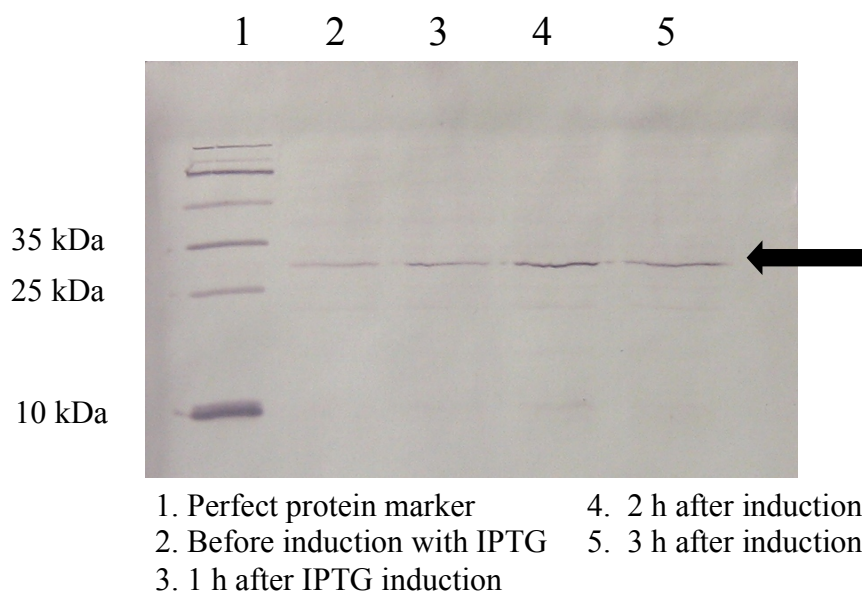 1 2 3 4 5
35 kDa
25 kDa
10 kDa
1. Perfect protein marker
2. Before induction with IPTG
3. 1 h after IPTG induction
4. 2 h after induction
5. 3 h after induction